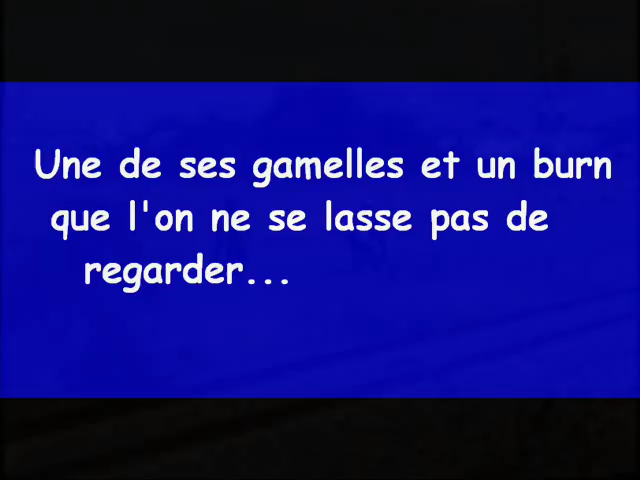 Une de ses gamelles et un burn
que l'on ne se lasse pas de
regarder...